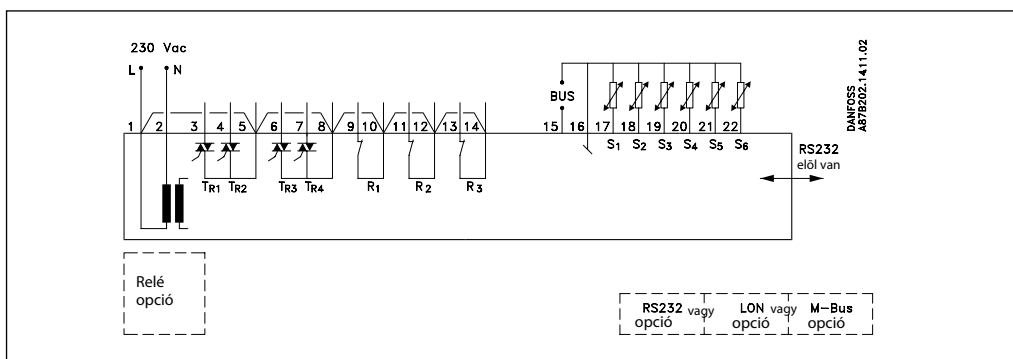 230 Vac
L N
BUS
1 2 3 4 5 6 7 8 9 10 11 12 13 14 15 16 17 18 19 20 21 22
TR1 TR2 TR3 TR4 R1 R2 R3 S1 S2 S3 S4 S5 S6
DANFOSS
A87B202.1411.02
RS232
elöl van
Relé
opció
RS232 vagy LON vagy M-Bus
opció opció opció